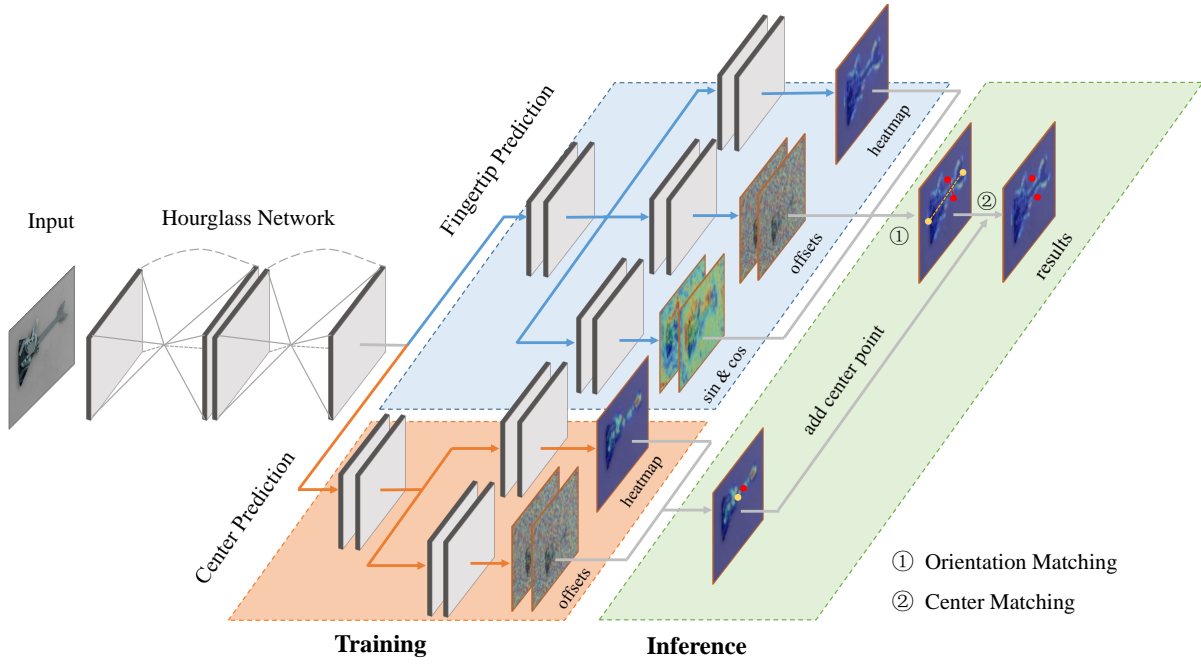 Input
Hourglass Network
Fingertip Prediction
heatmap
offsets
sin & cos
Center Prediction
heatmap
offsets
①
②
results
add center point
① Orientation Matching
② Center Matching
Training
Inference